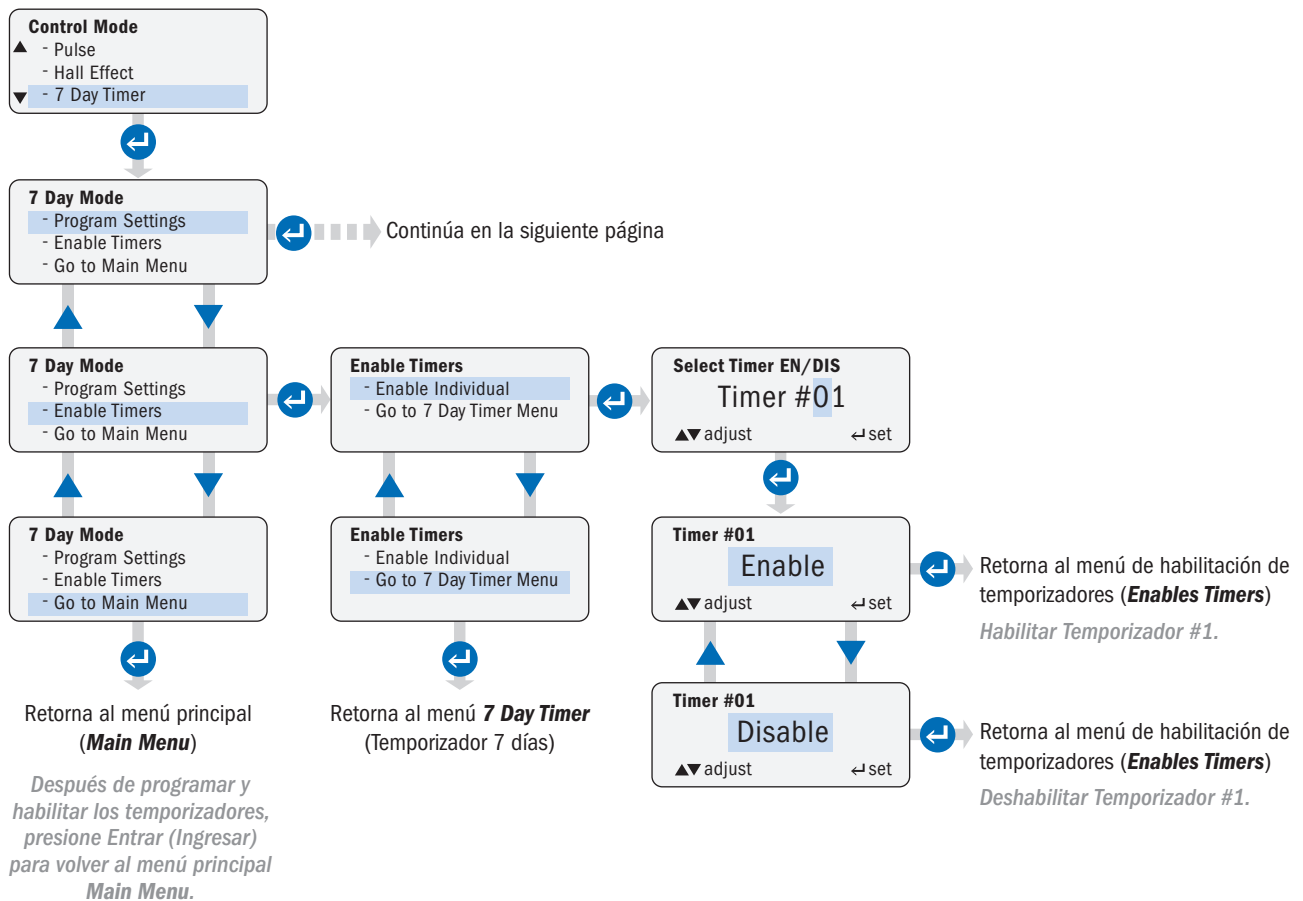 Control Mode
- Pulse
- Hall Effect
- 7 Day Timer
7 Day Mode
- Program Settings
- Enable Timers
- Go to Main Menu
Continúa en la siguiente página
7 Day Mode
- Program Settings
- Enable Timers
- Go to Main Menu
Enable Timers
- Enable Individual
- Go to 7 Day Timer Menu
Select Timer EN/DIS
Timer #01
▲▼ adjust ↵ set
7 Day Mode
- Program Settings
- Enable Timers
- Go to Main Menu
Enable Timers
- Enable Individual
- Go to 7 Day Timer Menu
Timer #01
Enable
▲▼ adjust ↵ set
Retorna al menú de habilitación de
temporizadores (Enables Timers)
Habilitar Temporizador #1.
Retorna al menú principal
(Main Menu)
Después de programar y
habilitar los temporizadores,
presione Entrar (Ingresar)
para volver al menú principal
Main Menu.
Retorna al menú 7 Day Timer
(Temporizador 7 días)
Timer #01
Disable
▲▼ adjust ↵ set
Retorna al menú de habilitación de
temporizadores (Enables Timers)
Deshabilitar Temporizador #1.